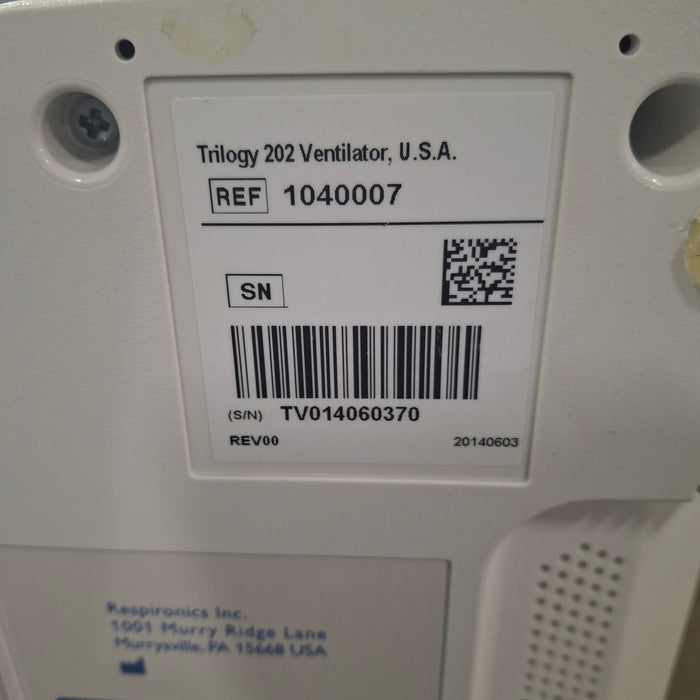 Trilogy 202 Ventilator, U.S.A.
REF 1040007
SN
(S/N) TV014060370
REV00 20140603
Respironics Inc.
1001 Murry Ridge Lane
Murrysville, PA 15668 USA